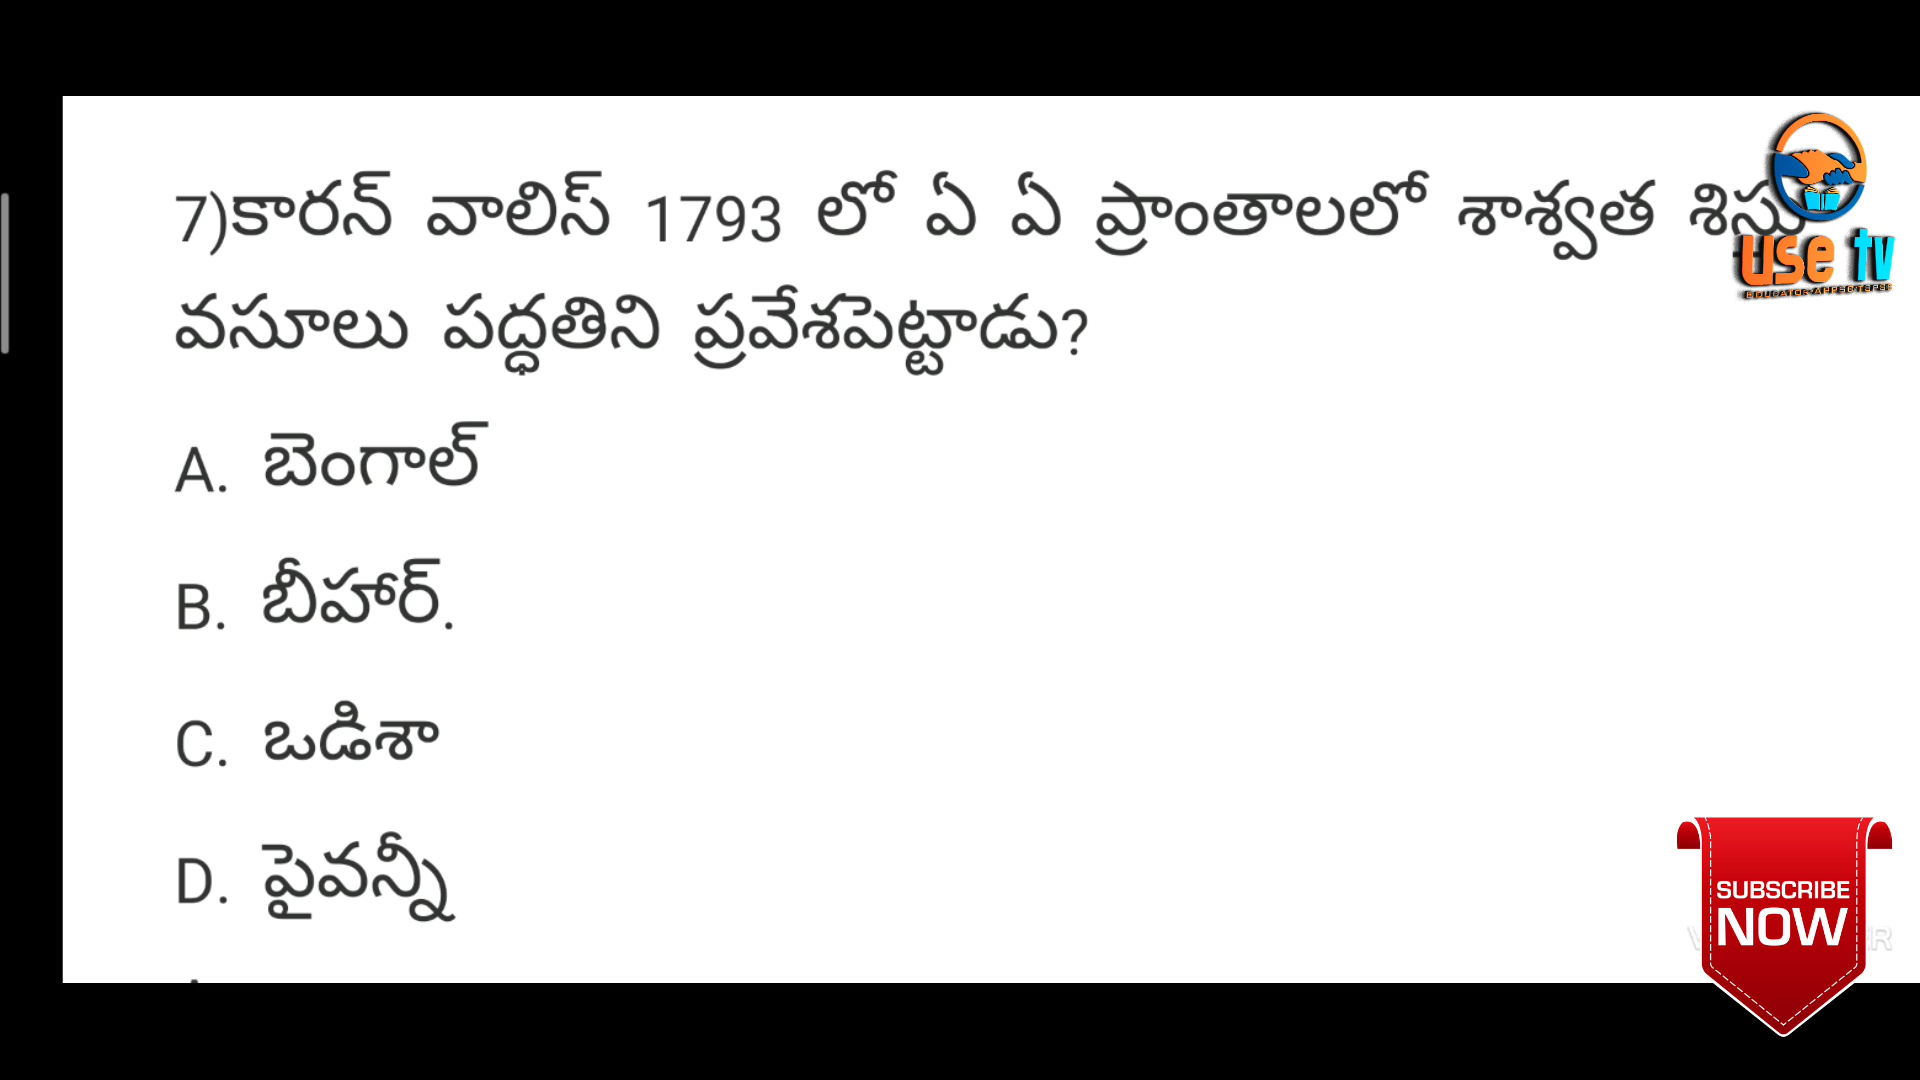 7)కారన్ వాలిస్ 1793 లో ఏ ఏ ప్రాంతాలలో శాశ్వత శిస్తు
వసూలు పద్ధతిని ప్రవేశపెట్టాడు?
A. బెంగాల్
B. బీహార్.
C. ఒడిశా
D. పైవన్నీ
use tv
SUBSCRIBE
NOW